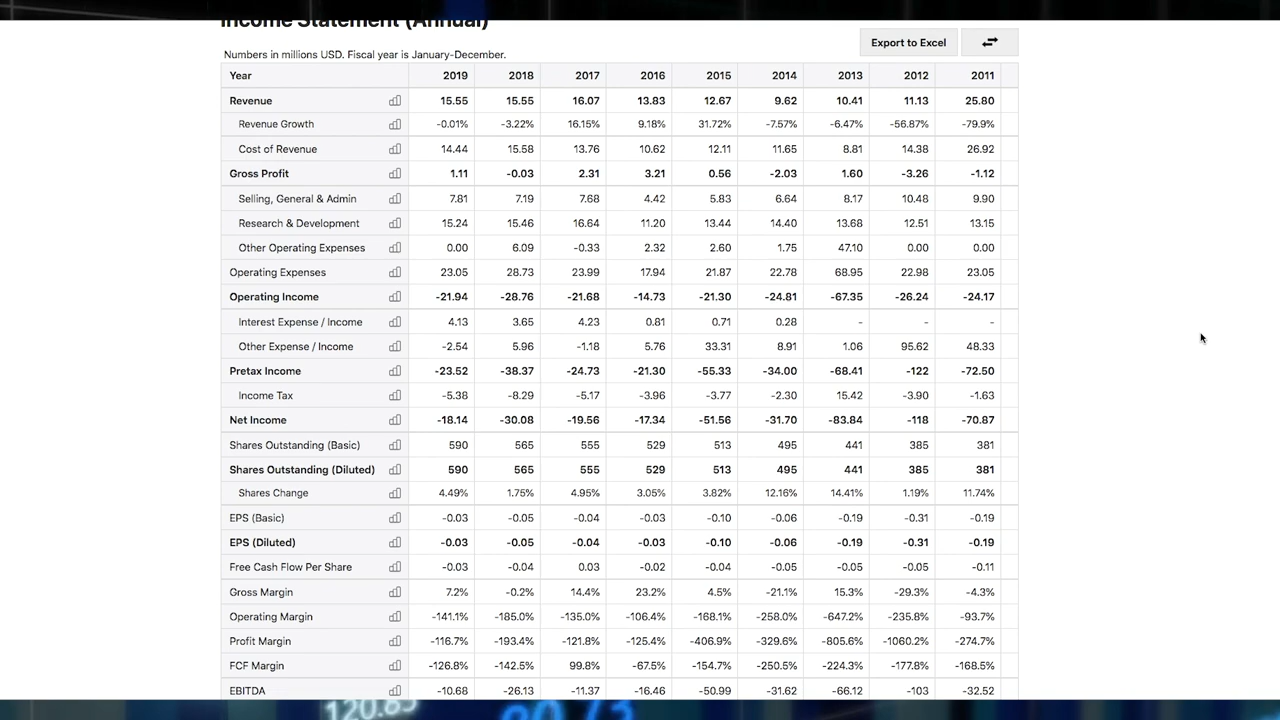 Income Statement (Annual)
Export to Excel
Numbers in millions USD. Fiscal year is January-December.
Year 2019 2018 2017 2016 2015 2014 2013 2012 2011
Revenue 15.55 15.55 16.07 13.83 12.67 9.62 10.41 11.13 25.80
Revenue Growth -0.01% -3.22% 16.15% 9.18% 31.72% -7.57% -6.47% -56.87% -79.9%
Cost of Revenue 14.44 15.58 13.76 10.62 12.11 11.65 8.81 14.38 26.92
Gross Profit 1.11 -0.03 2.31 3.21 0.56 -2.03 1.60 -3.26 -1.12
Selling, General & Admin 7.81 7.19 7.68 4.42 5.83 6.64 8.17 10.48 9.90
Research & Development 15.24 15.46 16.64 11.20 13.44 14.40 13.68 12.51 13.15
Other Operating Expenses 0.00 6.09 -0.33 2.32 2.60 1.75 47.10 0.00 0.00
Operating Expenses 23.05 28.73 23.99 17.94 21.87 22.78 68.95 22.98 23.05
Operating Income -21.94 -28.76 -21.68 -14.73 -21.30 -24.81 -67.35 -26.24 -24.17
Interest Expense / Income 4.13 3.65 4.23 0.81 0.71 0.28 - - -
Other Expense / Income -2.54 5.96 -1.18 5.76 33.31 8.91 1.06 95.62 48.33
Pretax Income -23.52 -38.37 -24.73 -21.30 -55.33 -34.00 -68.41 -122 -72.50
Income Tax -5.38 -8.29 -5.17 -3.96 -3.77 -2.30 15.42 -3.90 -1.63
Net Income -18.14 -30.08 -19.56 -17.34 -51.56 -31.70 -83.84 -118 -70.87
Shares Outstanding (Basic) 590 565 555 529 513 495 441 385 381
Shares Outstanding (Diluted) 590 565 555 529 513 495 441 385 381
Shares Change 4.49% 1.75% 4.95% 3.05% 3.82% 12.16% 14.41% 1.19% 11.74%
EPS (Basic) -0.03 -0.05 -0.04 -0.03 -0.10 -0.06 -0.19 -0.31 -0.19
EPS (Diluted) -0.03 -0.05 -0.04 -0.03 -0.10 -0.06 -0.19 -0.31 -0.19
Free Cash Flow Per Share -0.03 -0.04 0.03 -0.02 -0.04 -0.05 -0.05 -0.05 -0.11
Gross Margin 7.2% -0.2% 14.4% 23.2% 4.5% -21.1% 15.3% -29.3% -4.3%
Operating Margin -141.1% -185.0% -135.0% -106.4% -168.1% -258.0% -647.2% -235.8% -93.7%
Profit Margin -116.7% -193.4% -121.8% -125.4% -406.9% -329.6% -805.6% -1060.2% -274.7%
FCF Margin -126.8% -142.5% 99.8% -67.5% -154.7% -250.5% -224.3% -177.8% -168.5%
EBITDA -10.68 -26.13 -11.37 -16.46 -50.99 -31.62 -66.12 -103 -32.52
120.85